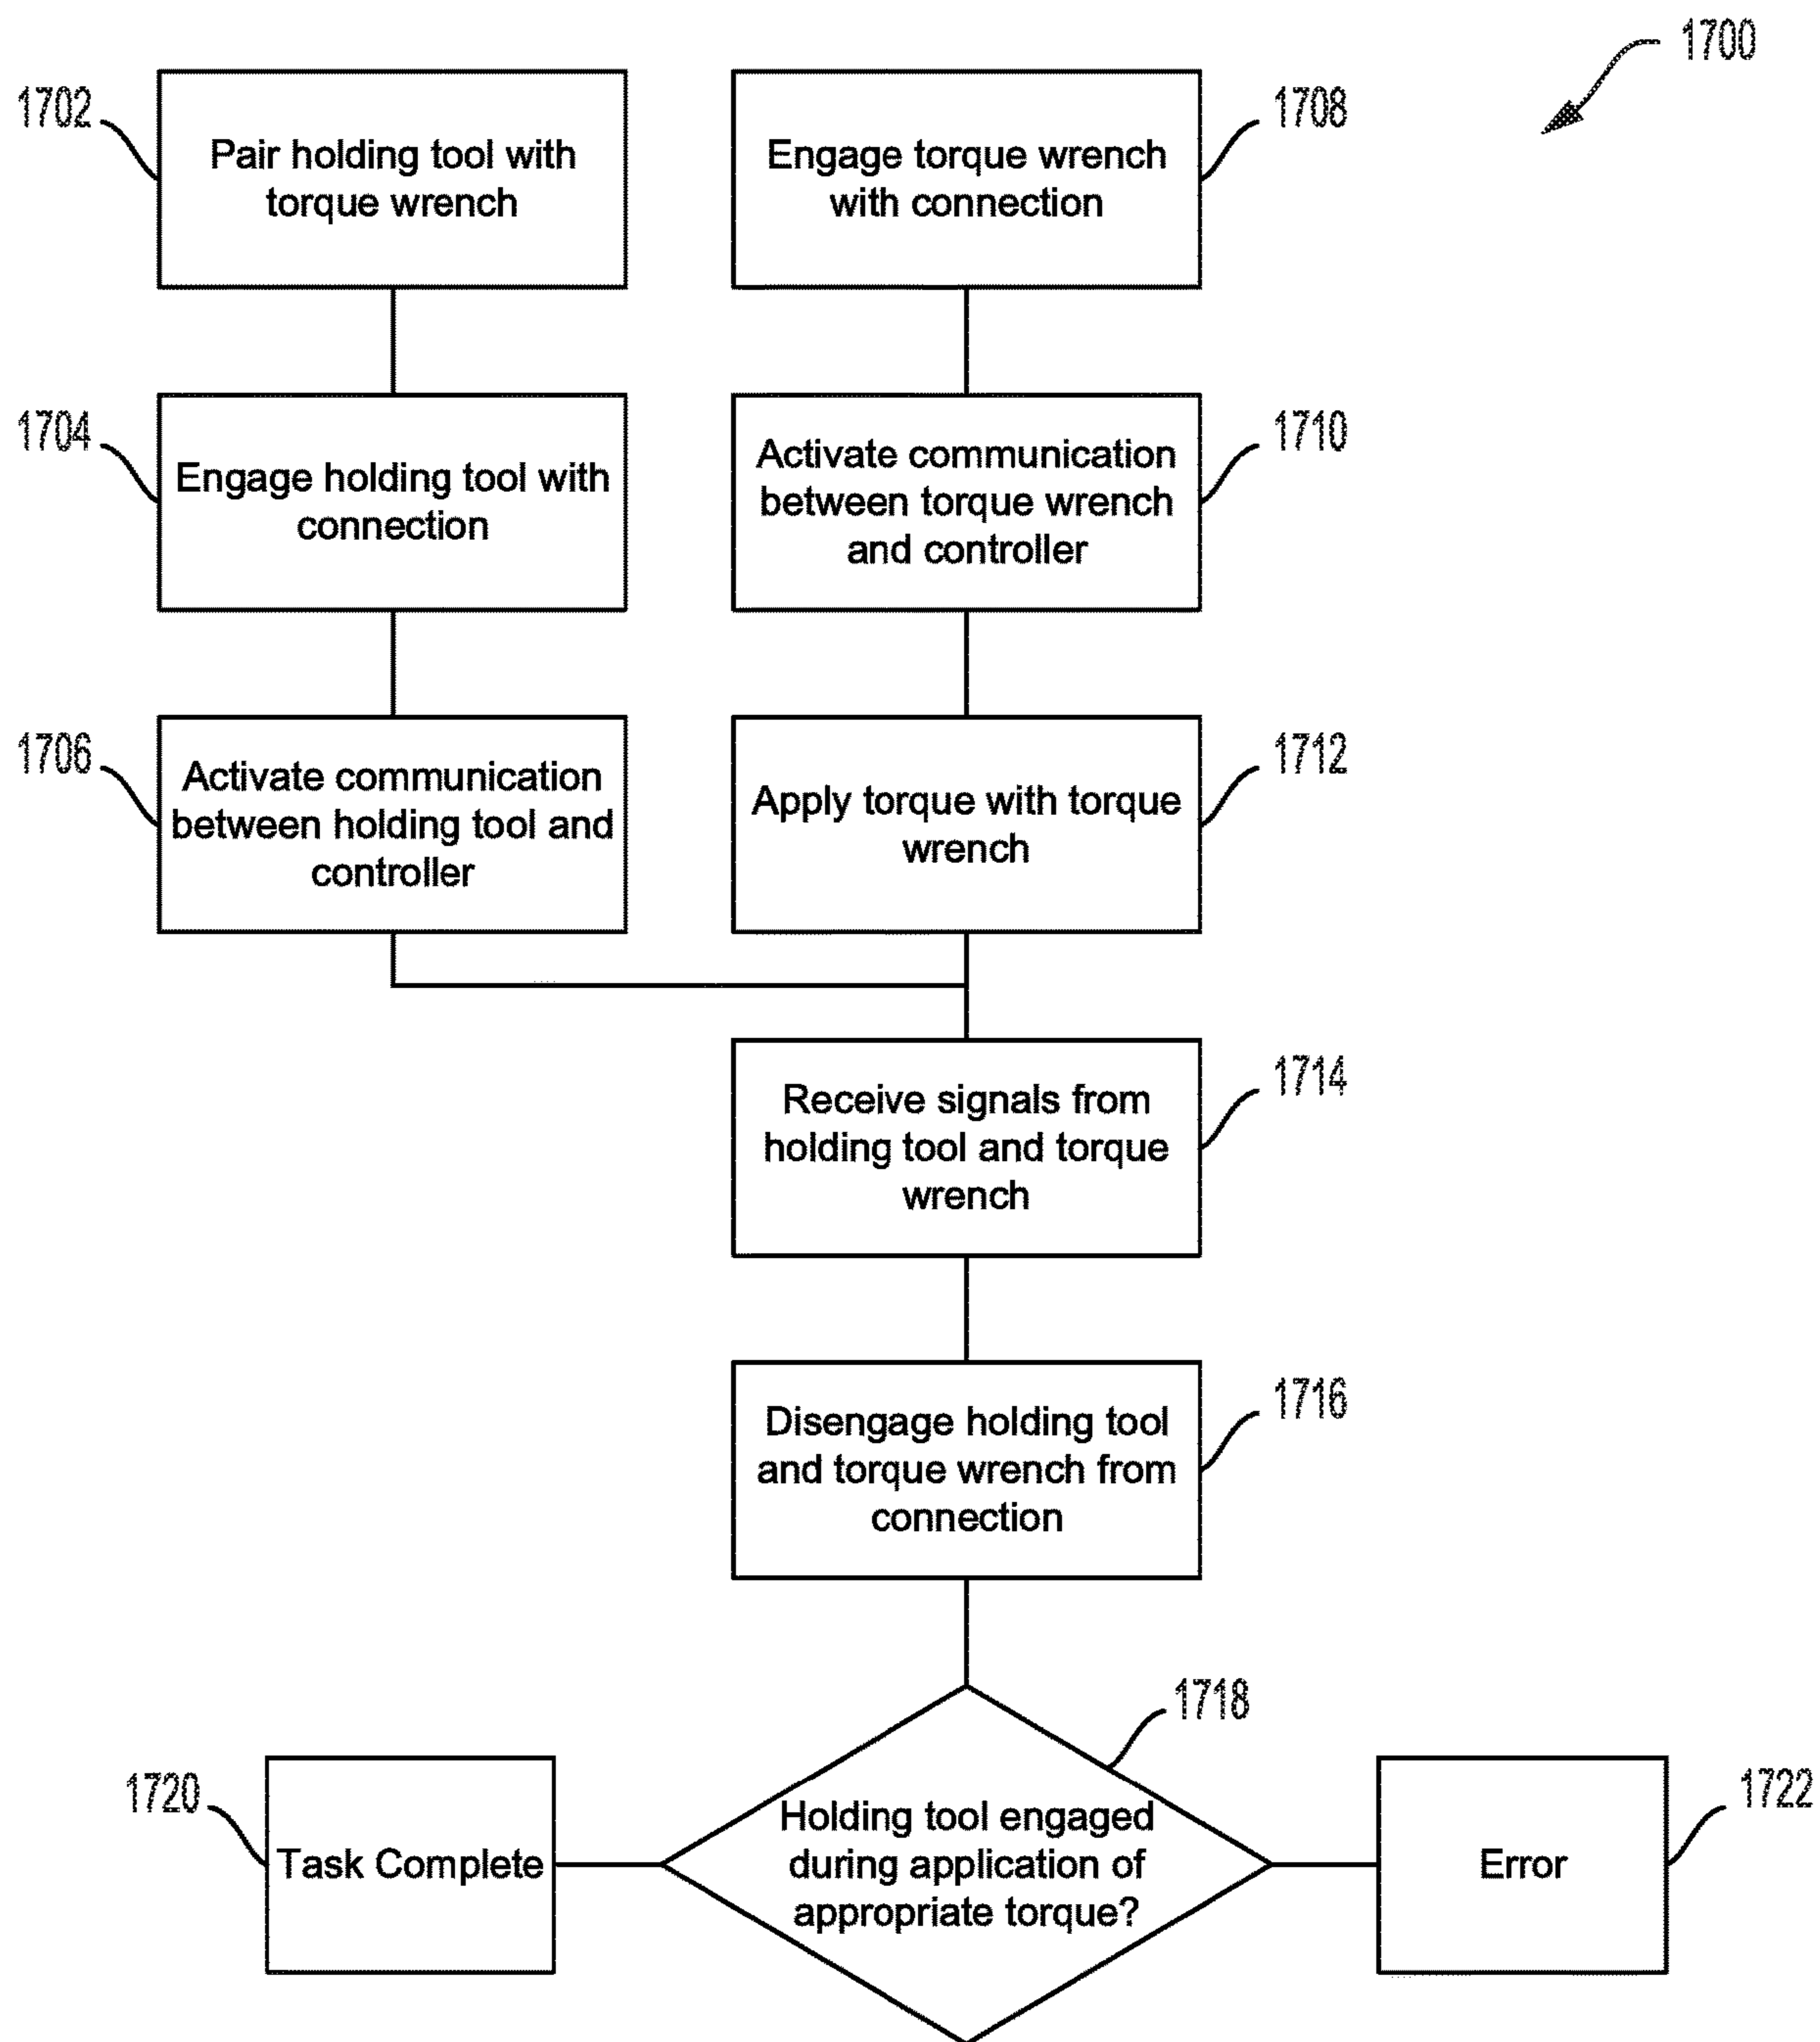 1700
1702
Pair holding tool with
torque wrench
1708
Engage torque wrench
with connection
1704
Engage holding tool with
connection
1710
Activate communication
between torque wrench
and controller
1706
Activate communication
between holding tool and
controller
1712
Apply torque with torque
wrench
1714
Receive signals from
holding tool and torque
wrench
1716
Disengage holding tool
and torque wrench from
connection
1718
Holding tool engaged
during application of
appropriate torque?
1720
Task Complete
1722
Error